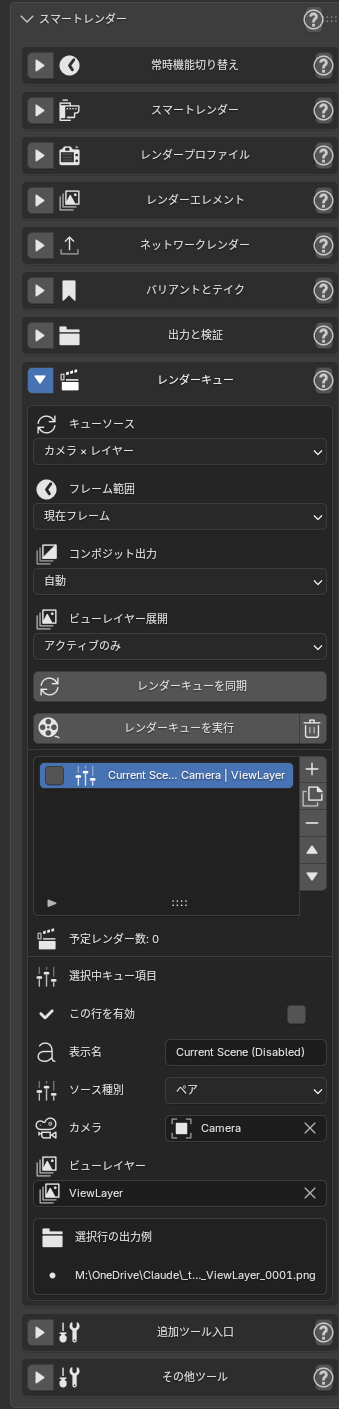 スマートレンダー
常時機能切り替え
スマートレンダー
レンダープロファイル
レンダーエレメント
ネットワークレンダー
バリアントとテイク
出力と検証
レンダーキュー
キューソース
カメラ × レイヤー
フレーム範囲
現在フレーム
コンポジット出力
自動
ビューレイヤー展開
アクティブのみ
レンダーキューを同期
レンダーキューを実行
Current Sce... Camera | ViewLayer
予定レンダー数: 0
選択中キュー項目
この行を有効
表示名 Current Scene (Disabled)
ソース種別 ペア
カメラ Camera
ビューレイヤー
ViewLayer
選択行の出力例
M:\OneDrive\Claude\_t..._ViewLayer_0001.png
追加ツール入口
その他ツール